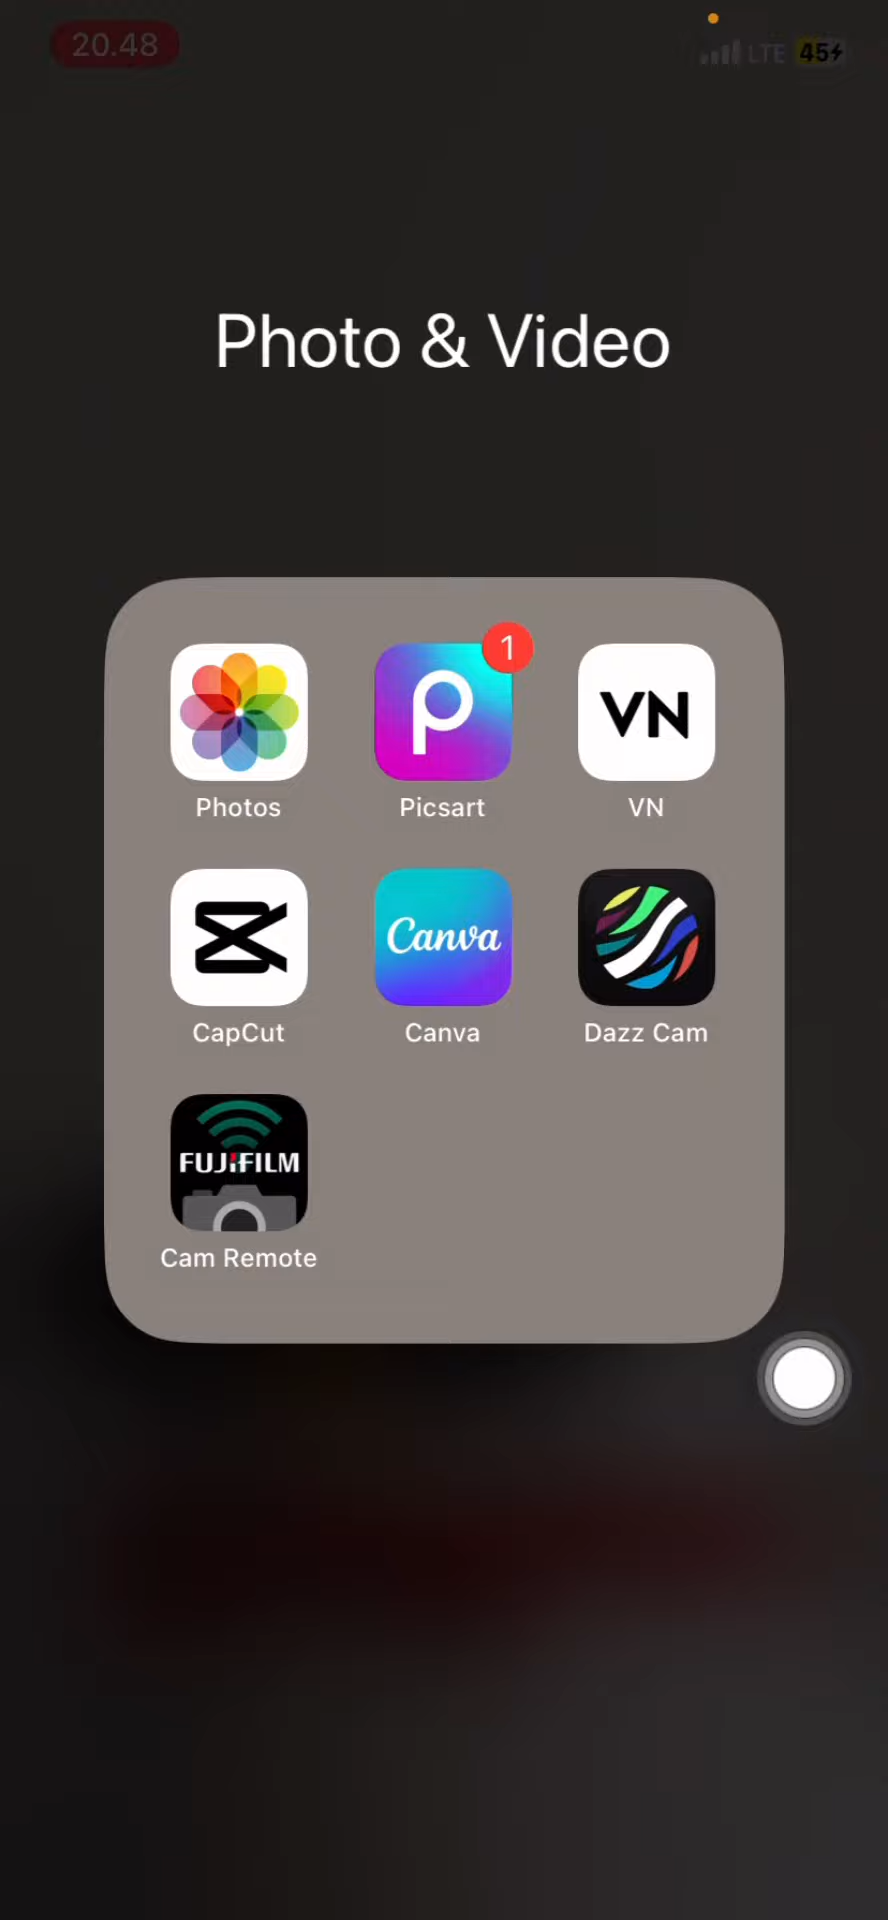 20.48
LTE 45
Photo & Video
1
VN
Photos Picsart VN
Canva
CapCut Canva Dazz Cam
FUJIFILM
Cam Remote